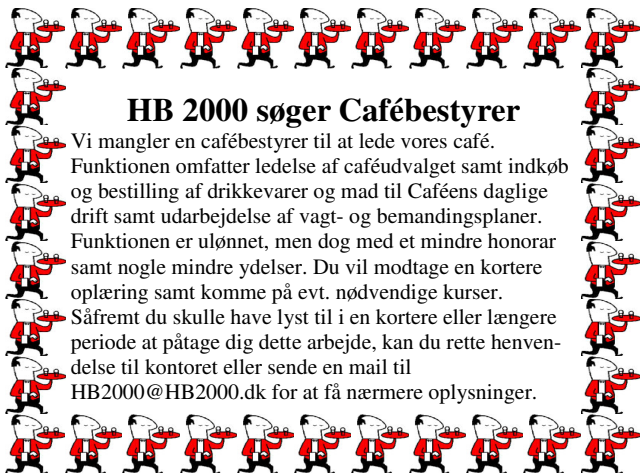 HB 2000 søger Cafébestyrer
Vi mangler en cafébestyrer til at lede vores café.
Funktionen omfatter ledelse af caféudvalget samt indkøb
og bestilling af drikkevarer og mad til Caféens daglige
drift samt udarbejdelse af vagt- og bemandingsplaner.
Funktionen er ulønnet, men dog med et mindre honorar
samt nogle mindre ydelser. Du vil modtage en kortere
oplæring samt komme på evt. nødvendige kurser.
Såfremt du skulle have lyst til i en kortere eller længere
periode at påtage dig dette arbejde, kan du rette henven-
delse til kontoret eller sende en mail til
HB2000@HB2000.dk for at få nærmere oplysninger.